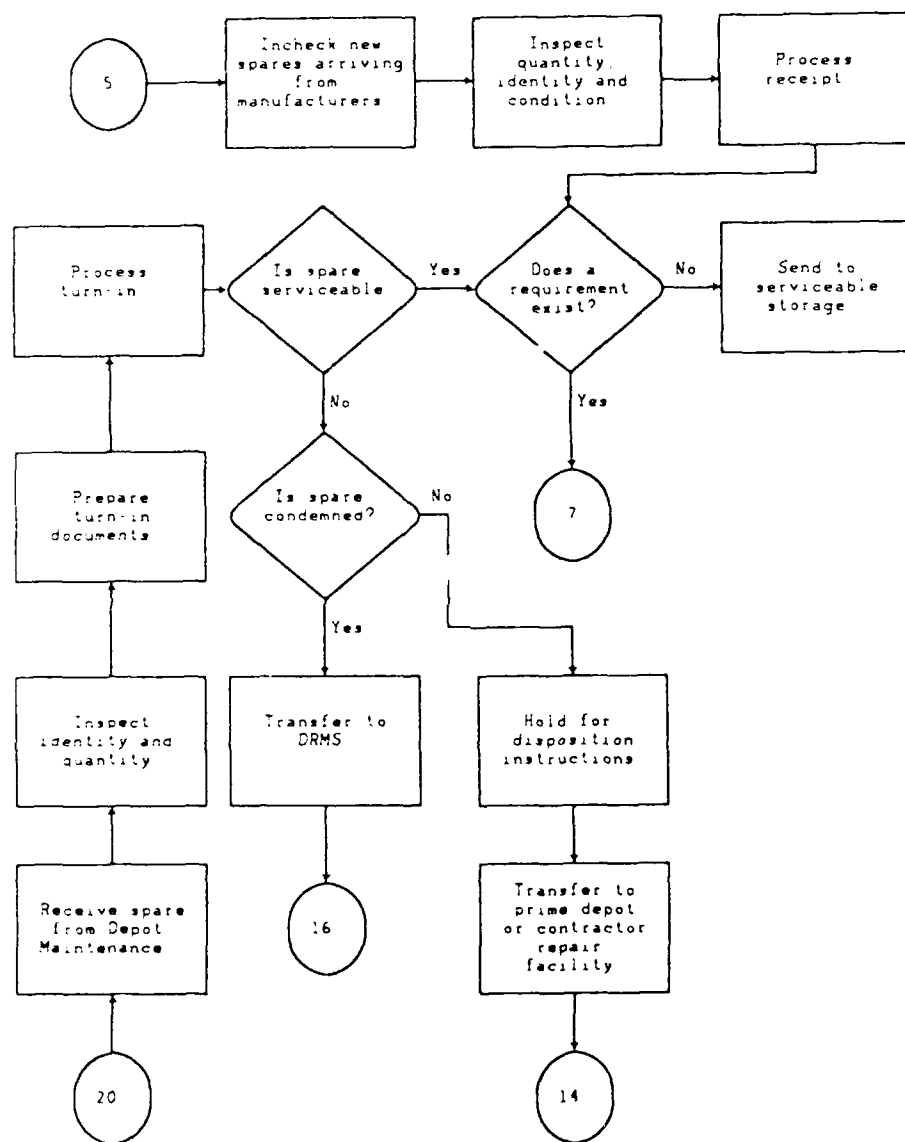 5
Incheck new
spares arriving
from
manufacturers
Inspect
quantity,
identity and
condition
Process
receipt
Process
turn-in
Is spare
serviceable
Yes
Does a
requirement
exist?
No
Send to
serviceable
storage
No
Yes
Prepare
turn-in
documents
Is spare
condemned?
No
7
Yes
Inspect
identity and
quantity
Transfer to
DRMS
Hold for
disposition
instructions
Receive spare
from Depot
Maintenance
16
Transfer to
prime depot
or contractor
repair
facility
20
14